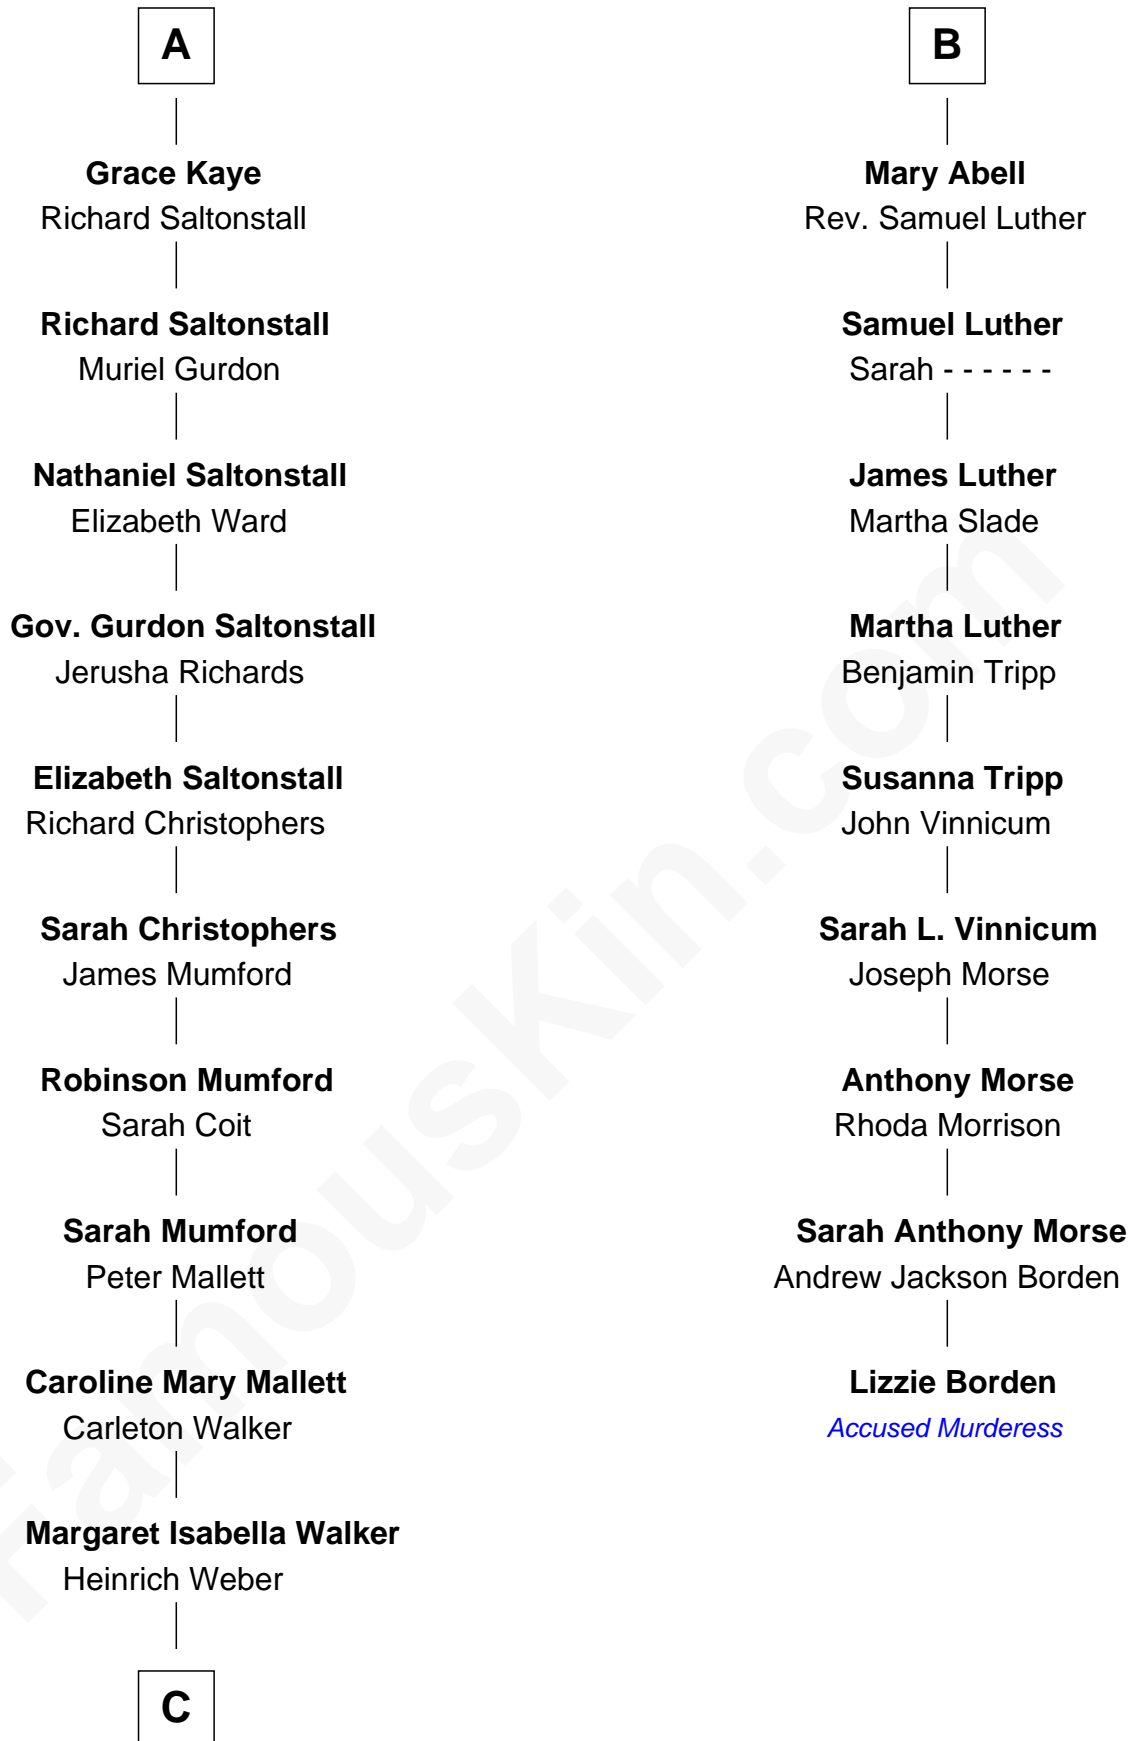 A
Grace Kaye
Richard Saltonstall
Richard Saltonstall
Muriel Gurdon
Nathaniel Saltonstall
Elizabeth Ward
Gov. Gurdon Saltonstall
Jerusha Richards
Elizabeth Saltonstall
Richard Christophers
Sarah Christophers
James Mumford
Robinson Mumford
Sarah Coit
Sarah Mumford
Peter Mallett
Caroline Mary Mallett
Carleton Walker
Margaret Isabella Walker
Heinrich Weber
C
B
Mary Abell
Rev. Samuel Luther
Samuel Luther
Sarah - - - - - -
James Luther
Martha Slade
Martha Luther
Benjamin Tripp
Susanna Tripp
John Vinnicum
Sarah L. Vinnicum
Joseph Morse
Anthony Morse
Rhoda Morrison
Sarah Anthony Morse
Andrew Jackson Borden
Lizzie Borden
Accused Murderess
FamousKin.com